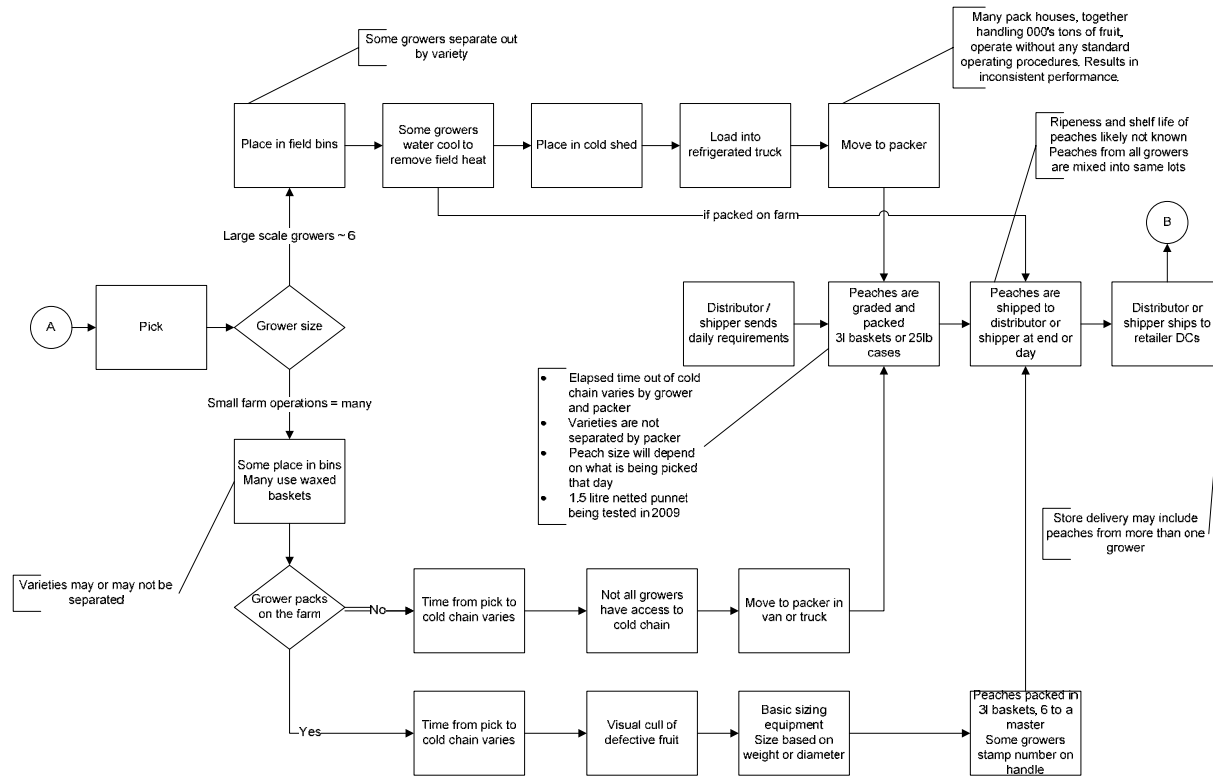 Some growers separate out
by variety
Many pack houses, together
handling 000's tons of fruit,
operate without any standard
operating procedures. Results in
inconsistent performance.
Place in field bins
Some growers
water cool to
remove field heat
Place in cold shed
Load into
refrigerated truck
Move to packer
Ripeness and shelf life of
peaches likely not known
Peaches from all growers
are mixed into same lots
if packed on farm
B
Large scale growers ~ 6
A
Pick
Grower size
Distributor /
shipper sends
daily requirements
Peaches are
graded and
packed
3l baskets or 25lb
cases
Peaches are
shipped to
distributor or
shipper at end or
day
Distributor or
shipper ships to
retailer DCs
Small farm operations = many
• Elapsed time out of cold
chain varies by grower
and packer
• Varieties are not
separated by packer
• Peach size will depend
on what is being picked
that day
• 1.5 litre netted punnet
being tested in 2009
Some place in bins
Many use waxed
baskets
Store delivery may include
peaches from more than one
grower
Varieties may or may not be
separated
Grower packs
on the farm
No
Time from pick to
cold chain varies
Not all growers
have access to
cold chain
Move to packer in
van or truck
Yes
Time from pick to
cold chain varies
Visual cull of
defective fruit
Basic sizing
equipment
Size based on
weight or diameter
Peaches packed in
3l baskets, 6 to a
master
Some growers
stamp number on
handle